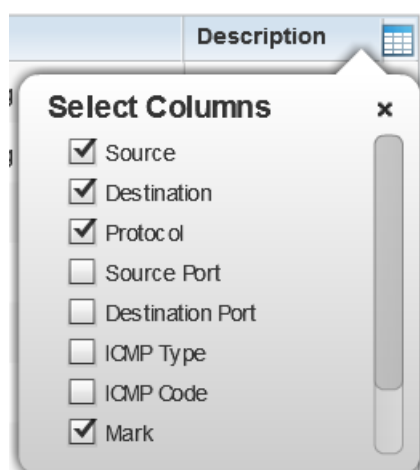 Description
Select Columns
Source
Destination
Protocol
Source Port
Destination Port
ICMP Type
ICMP Code
Mark